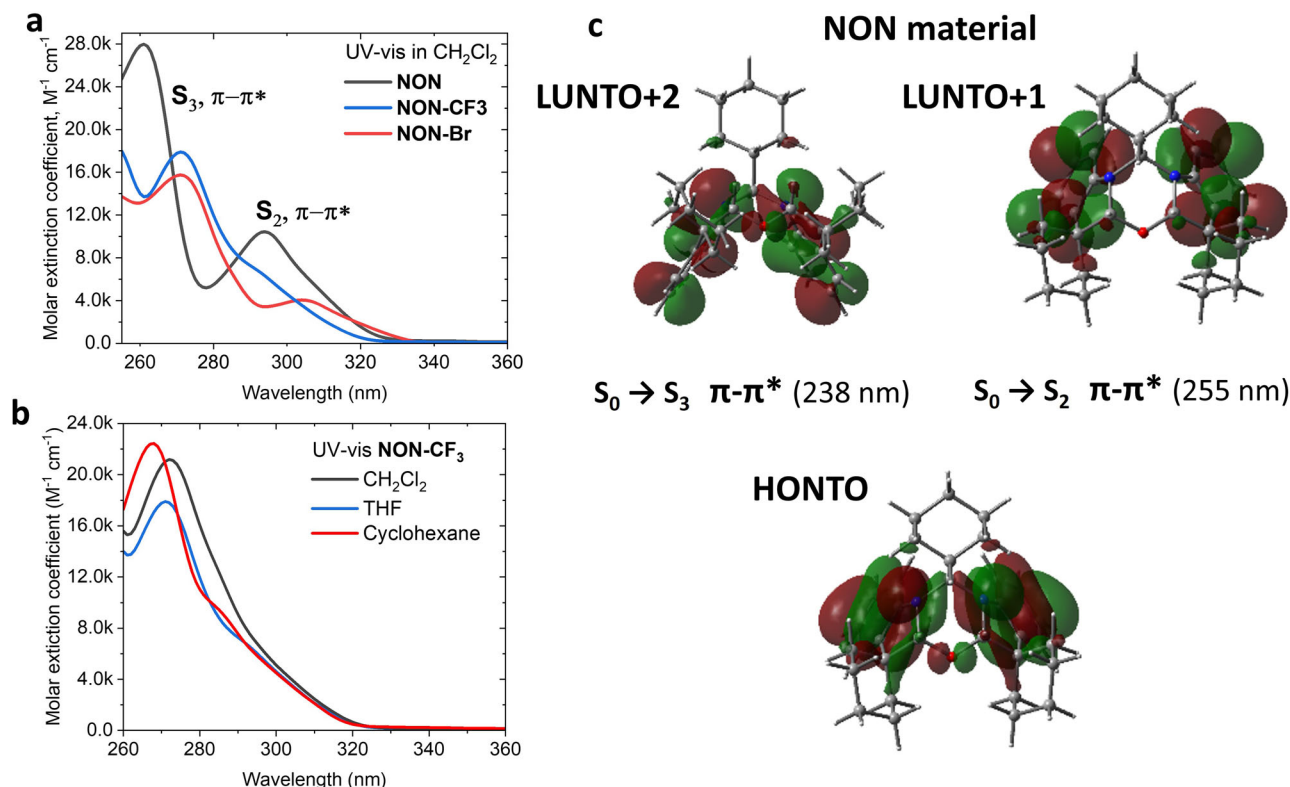 a
28.0k
24.0k
20.0k
16.0k
12.0k
8.0k
4.0k
0.0
Molar extinction coefficient, M⁻¹ cm⁻¹
UV-vis in CH₂Cl₂
NON
NON-CF3
NON-Br
S₃, π–π*
S₂, π–π*
260 280 300 320 340 360
Wavelength (nm)
b
24.0k
20.0k
16.0k
12.0k
8.0k
4.0k
0.0
Molar extiction coefficient (M⁻¹ cm⁻¹)
UV-vis NON-CF₃
CH₂Cl₂
THF
Cyclohexane
260 280 300 320 340 360
Wavelength (nm)
c
NON material
LUNTO+2
LUNTO+1
S₀ → S₃ π-π* (238 nm)
S₀ → S₂ π-π* (255 nm)
HONTO